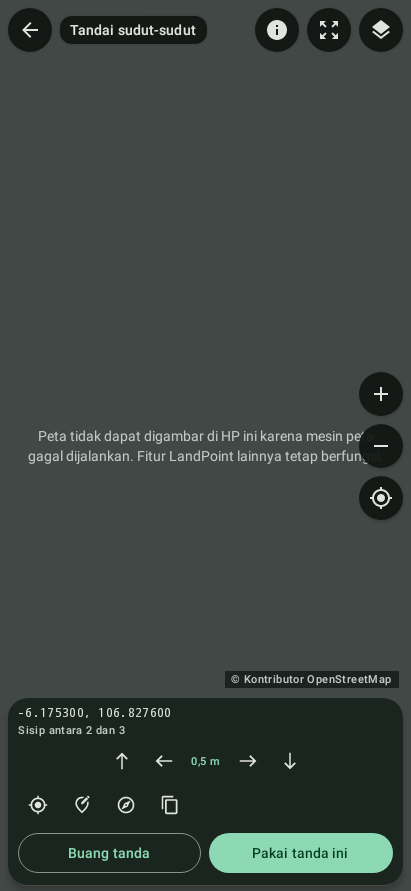 Tandai sudut-sudut
Peta tidak dapat digambar di HP ini karena mesin peta
gagal dijalankan. Fitur LandPoint lainnya tetap
© Kontributor OpenStreetMap
-6.175300, 106.827600
Sisip antara 2 dan 3
0,5 m
Buang tanda
Pakai tanda ini